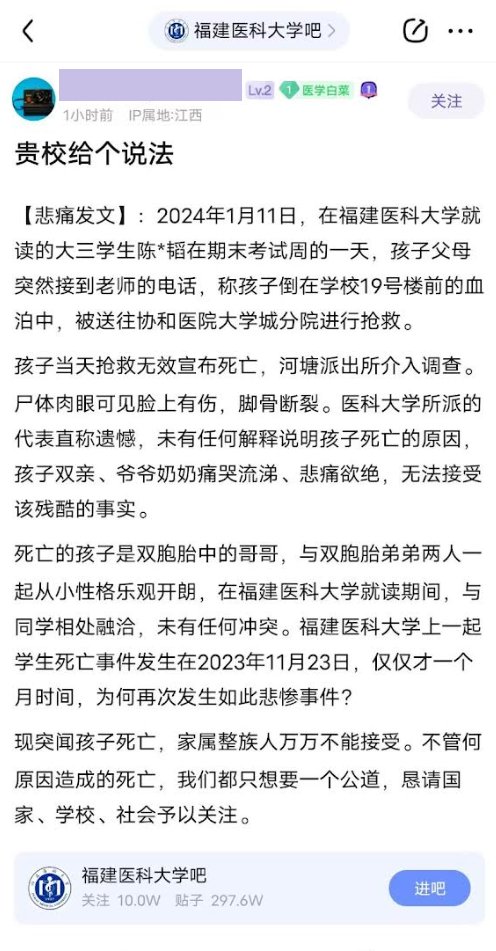 福建医科大学吧
Lv.2 1 医学白菜 1
关注
1小时前 IP属地:江西
贵校给个说法
【悲痛发文】：2024年1月11日，在福建医科大学就
读的大三学生陈*韬在期末考试周的一天，孩子父母
突然接到老师的电话，称孩子倒在学校19号楼前的血
泊中，被送往协和医院大学城分院进行抢救。
孩子当天抢救无效宣布死亡，河塘派出所介入调查。
尸体肉眼可见脸上有伤，脚骨断裂。医科大学所派的
代表直称遗憾，未有任何解释说明孩子死亡的原因，
孩子双亲、爷爷奶奶痛哭流涕、悲痛欲绝，无法接受
该残酷的事实。
死亡的孩子是双胞胎中的哥哥，与双胞胎弟弟两人一
起从小性格乐观开朗，在福建医科大学就读期间，与
同学相处融洽，未有任何冲突。福建医科大学上一起
学生死亡事件发生在2023年11月23日，仅仅才一个
月时间，为何再次发生如此悲惨事件？
现突闻孩子死亡，家属整族人万万不能接受。不管何
原因造成的死亡，我们都只想要一个公道，恳请国
家、学校、社会予以关注。
福建医科大学吧
关注 10.0W 贴子 297.6W
进吧